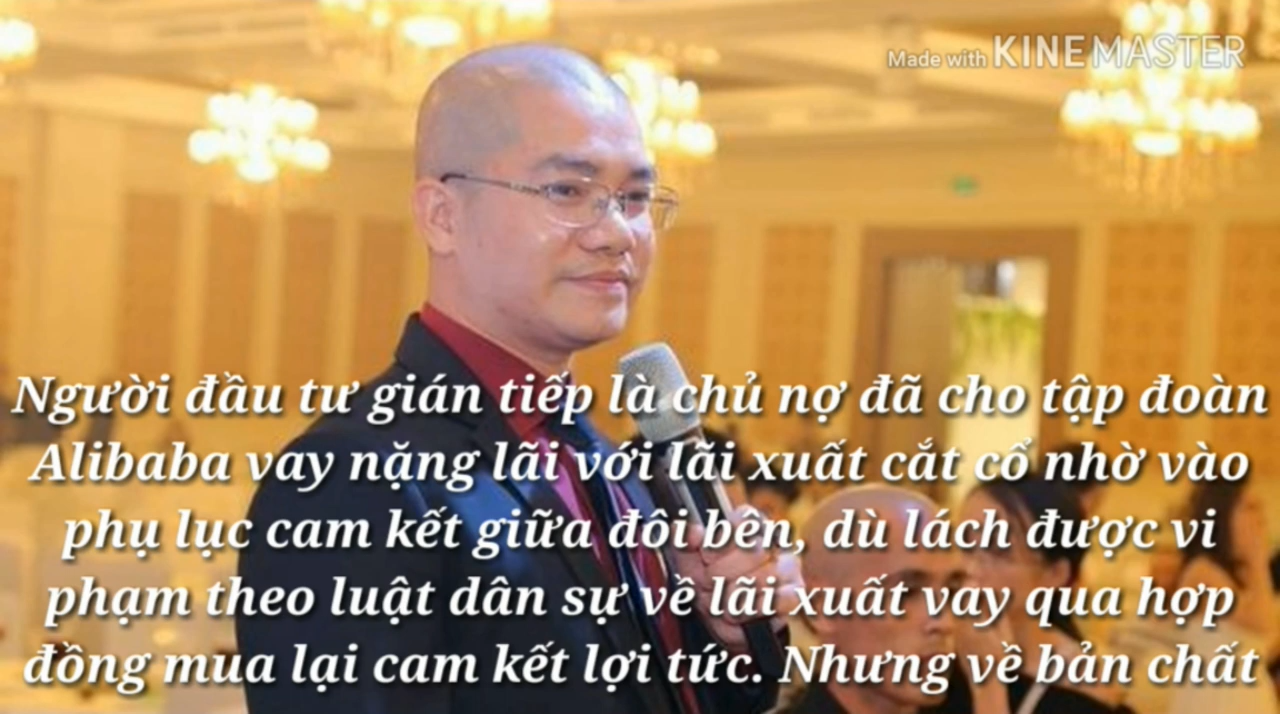 Made with KINEMASTER
Người đầu tư gián tiếp là chủ nợ đã cho tập đoàn
Alibaba vay nặng lãi với lãi xuất cắt cổ nhờ vào
phụ lục cam kết giữa đôi bên, dù lách được vi
phạm theo luật dân sự về lãi xuất vay qua hợp
đồng mua lại cam kết lợi tức. Nhưng về bản chất